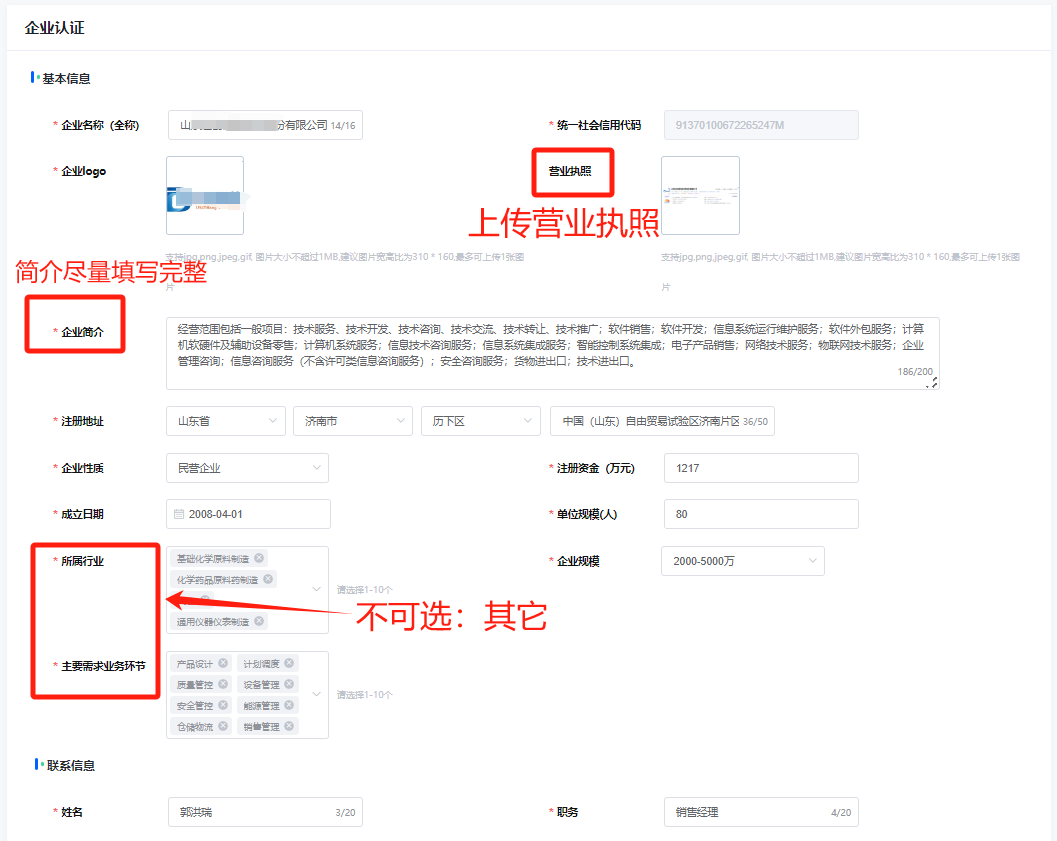 企业认证
基本信息
* 企业名称（全称） 山 份有限公司 14/16 * 统一社会信用代码 91370100672265247M
* 企业logo 营业执照
上传营业执照
支持jpg,png,jpeg,gif, 图片大小不超过1MB,建议图片宽高比为310 * 160,最多可上传1张图片
支持jpg,png,jpeg,gif, 图片大小不超过1MB,建议图片宽高比为310 * 160,最多可上传1张图片
简介尽量填写完整
* 企业简介
经营范围包括一般项目：技术服务、技术开发、技术咨询、技术交流、技术转让、技术推广；软件销售；软件开发；信息系统运行维护服务；软件外包服务；计算
机软硬件及辅助设备零售；计算机系统服务；信息技术咨询服务；信息系统集成服务；智能控制系统集成；电子产品销售；网络技术服务；物联网技术服务；企业
管理咨询；信息咨询服务（不含许可类信息咨询服务）；安全咨询服务；货物进出口；技术进出口。
186/200
* 注册地址 山东省 济南市 历下区 中国（山东）自由贸易试验区济南片区 36/50
* 企业性质 民营企业 * 注册资金（万元） 1217
* 成立日期 2008-04-01 * 单位规模(人) 80
* 所属行业 基础化学原料制造 * 企业规模 2000-5000万
化学药品原料药制造
请选择1-10个
通用仪器仪表制造
不可选：其它
* 主要需求业务环节 产品设计 计划调度
质量管控 设备管理
请选择1-10个
安全管控 能源管理
仓储物流 销售管理
联系信息
* 姓名 郭洪瑞 3/20 * 职务 销售经理 4/20